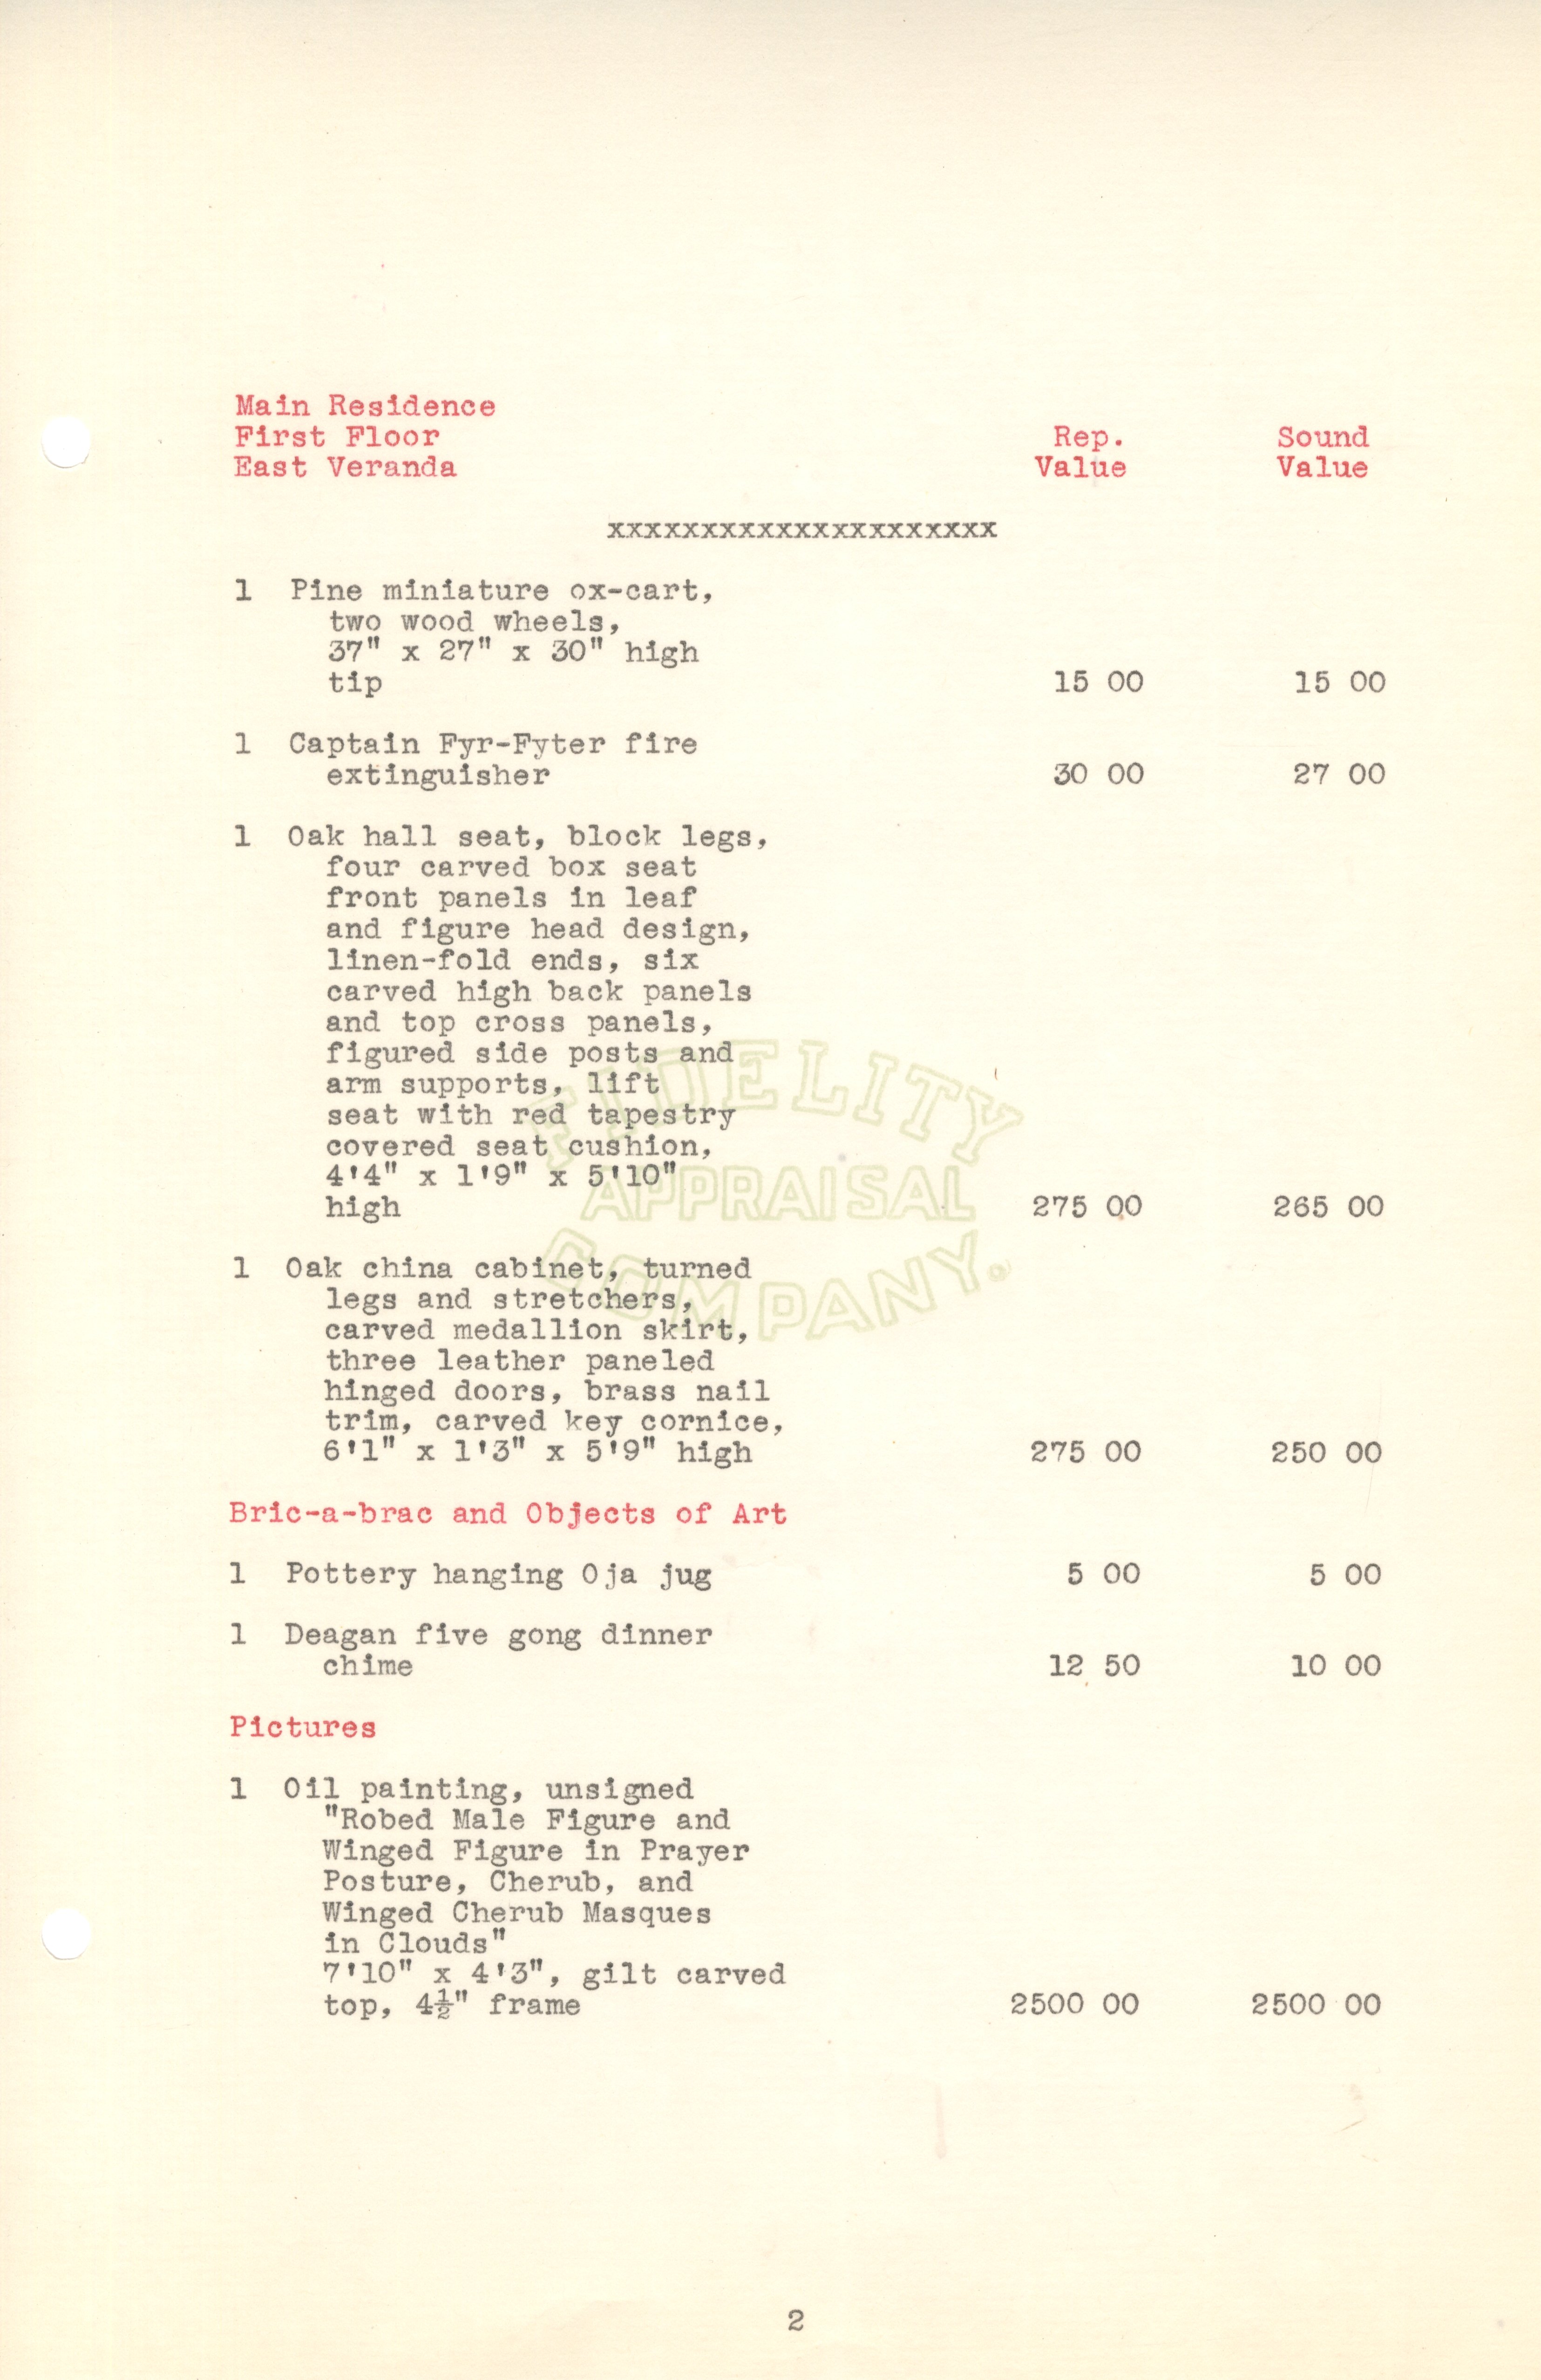 Main Residence
First Floor Rep. Sound
East Veranda Value Value
xxxxxxxxxxxxxxxxxxxxx
1 Pine miniature ox-cart,
two wood wheels,
37" x 27" x 30" high
tip 15 00 15 00
1 Captain Fyr-Fyter fire
extinguisher 30 00 27 00
1 Oak hall seat, block legs,
four carved box seat
front panels in leaf
and figure head design,
linen-fold ends, six
carved high back panels
and top cross panels,
figured side posts and
arm supports, lift
seat with red tapestry
covered seat cushion,
4'4" x 1'9" x 5'10"
high 275 00 265 00
FIDELITY
APPRAISAL
COMPANY.
1 Oak china cabinet, turned
legs and stretchers,
carved medallion skirt,
three leather paneled
hinged doors, brass nail
trim, carved key cornice,
6'1" x 1'3" x 5'9" high 275 00 250 00
Bric-a-brac and Objects of Art
1 Pottery hanging Oja jug 5 00 5 00
1 Deagan five gong dinner
chime 12 50 10 00
Pictures
1 Oil painting, unsigned
"Robed Male Figure and
Winged Figure in Prayer
Posture, Cherub, and
Winged Cherub Masques
in Clouds"
7'10" x 4'3", gilt carved
top, 4½" frame 2500 00 2500 00
2